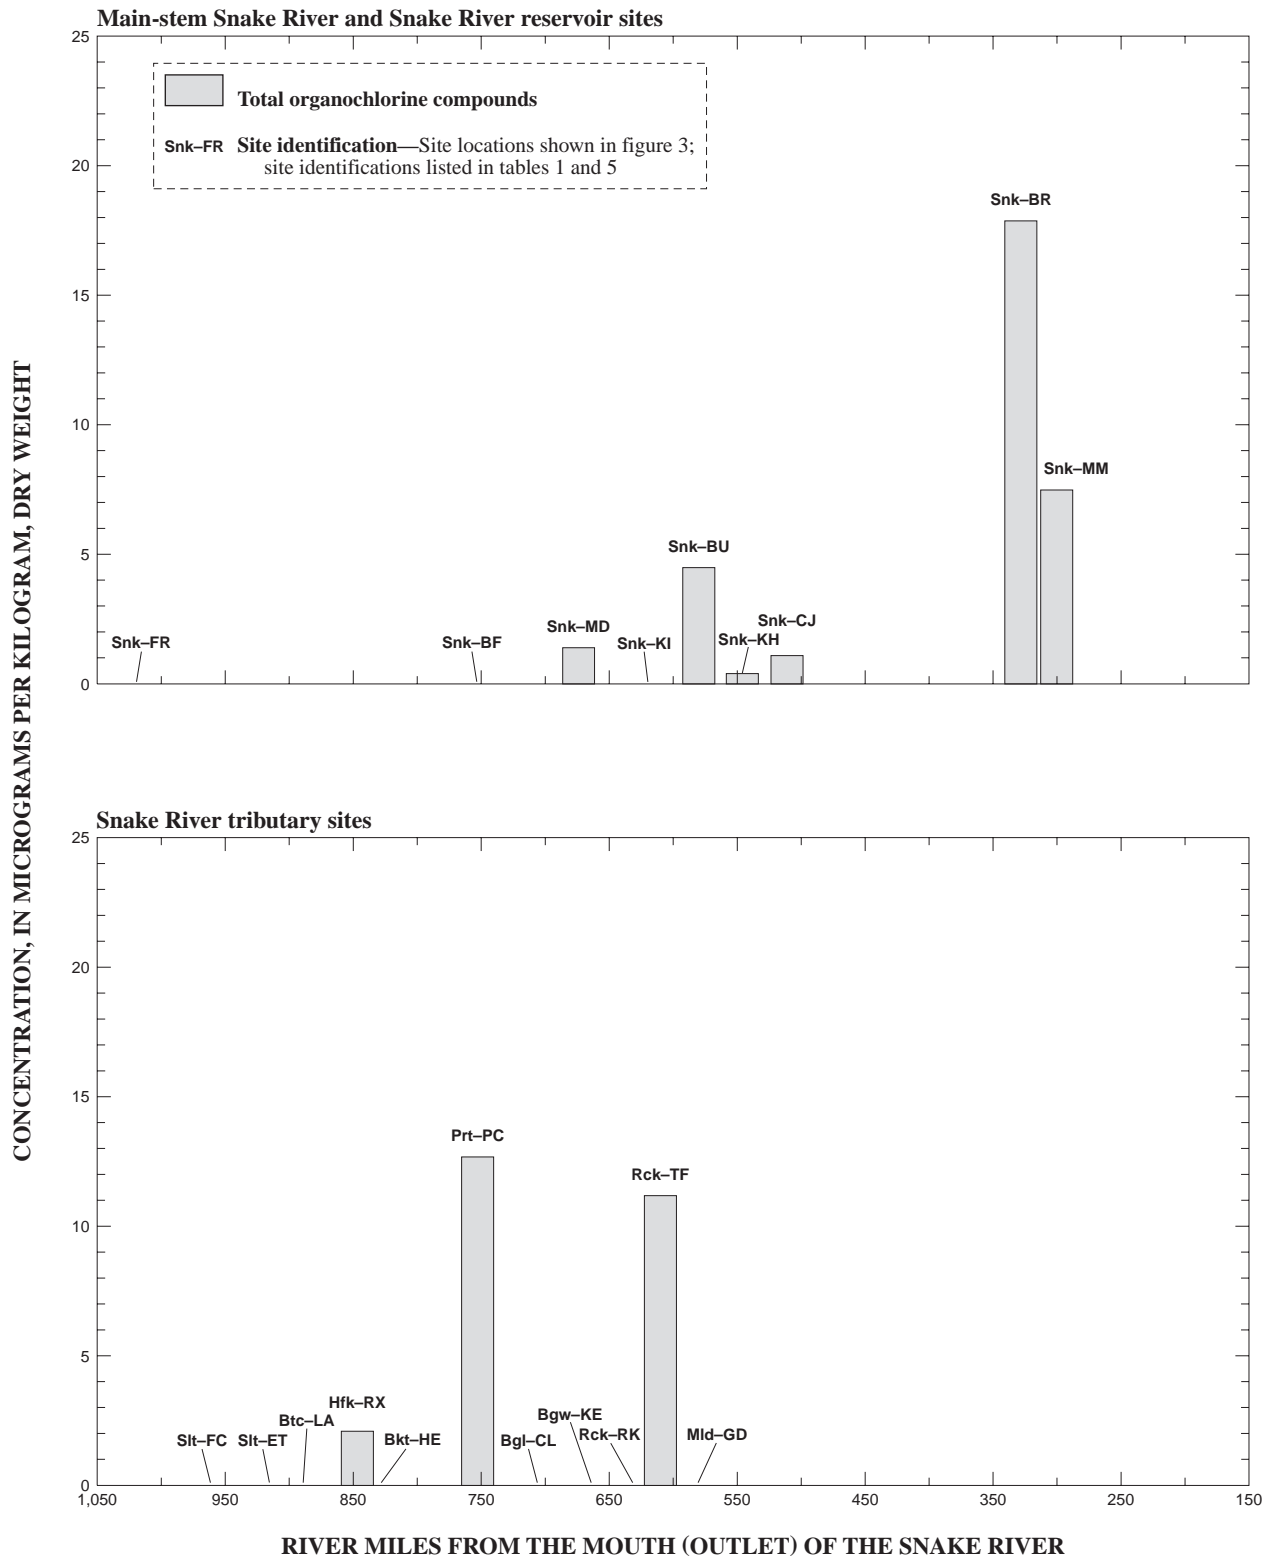 Main-stem Snake River and Snake River reservoir sites
25
Total organochlorine compounds
Snk–FR Site identification—Site locations shown in figure 3;
site identifications listed in tables 1 and 5
20
Snk–BR
15
10
Snk–MM
5
Snk–BU
Snk–MD
Snk–CJ
Snk–FR
Snk–BF
Snk–KI
Snk–KH
0
CONCENTRATION, IN MICROGRAMS PER KILOGRAM, DRY WEIGHT
Snake River tributary sites
25
20
15
Prt–PC
Rck–TF
10
5
Hfk–RX
Bgw–KE
Btc–LA
Slt–FC
Slt–ET
Bkt–HE
Bgl–CL
Rck–RK
Mld–GD
0
1,050 950 850 750 650 550 450 350 250 150
RIVER MILES FROM THE MOUTH (OUTLET) OF THE SNAKE RIVER